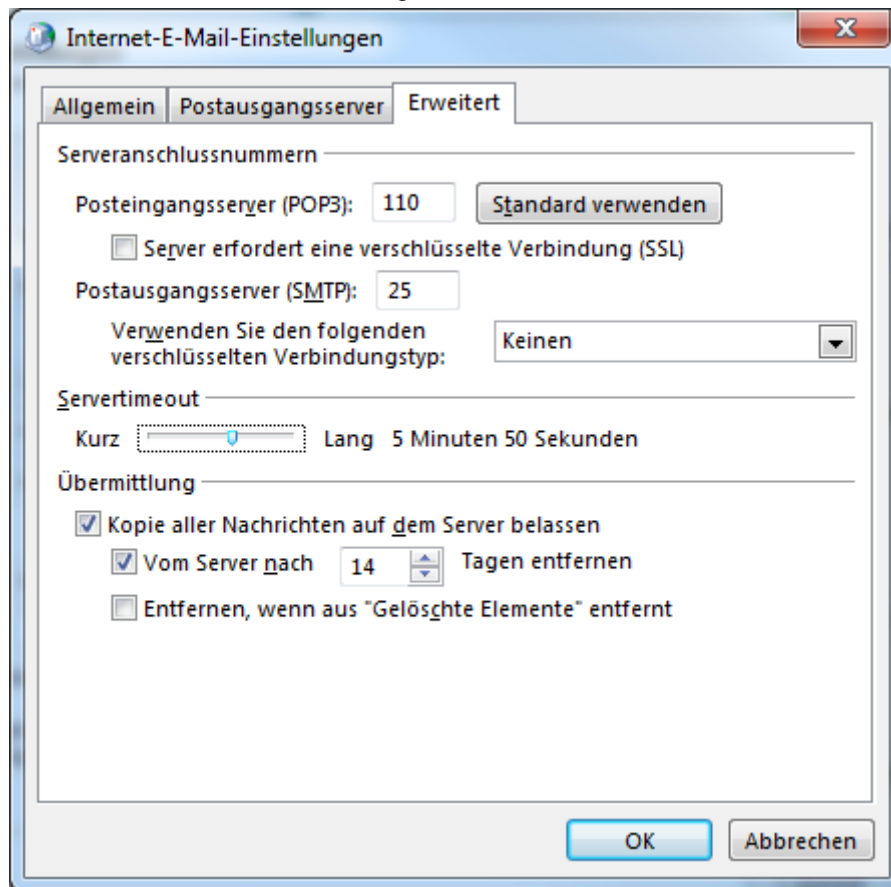 Internet-E-Mail-Einstellungen
Allgemein Postausgangsserver Erweitert
Serveranschlussnummern
Posteingangsserver (POP3): 110 Standard verwenden
Server erfordert eine verschlüsselte Verbindung (SSL)
Postausgangsserver (SMTP): 25
Verwenden Sie den folgenden
verschlüsselten Verbindungstyp: Keinen
Servertimeout
Kurz Lang 5 Minuten 50 Sekunden
Übermittlung
Kopie aller Nachrichten auf dem Server belassen
Vom Server nach 14 Tagen entfernen
Entfernen, wenn aus "Gelöschte Elemente" entfernt
OK Abbrechen